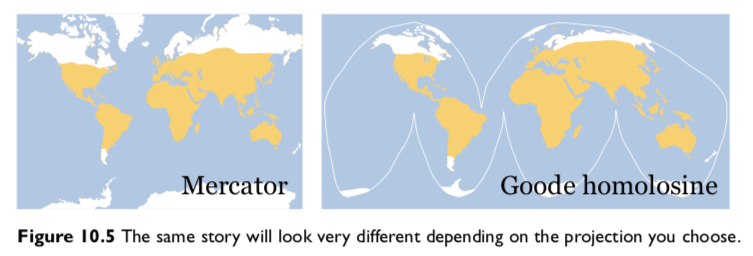 Mercator
Goode homolosine
Figure 10.5 The same story will look very different depending on the projection you choose.